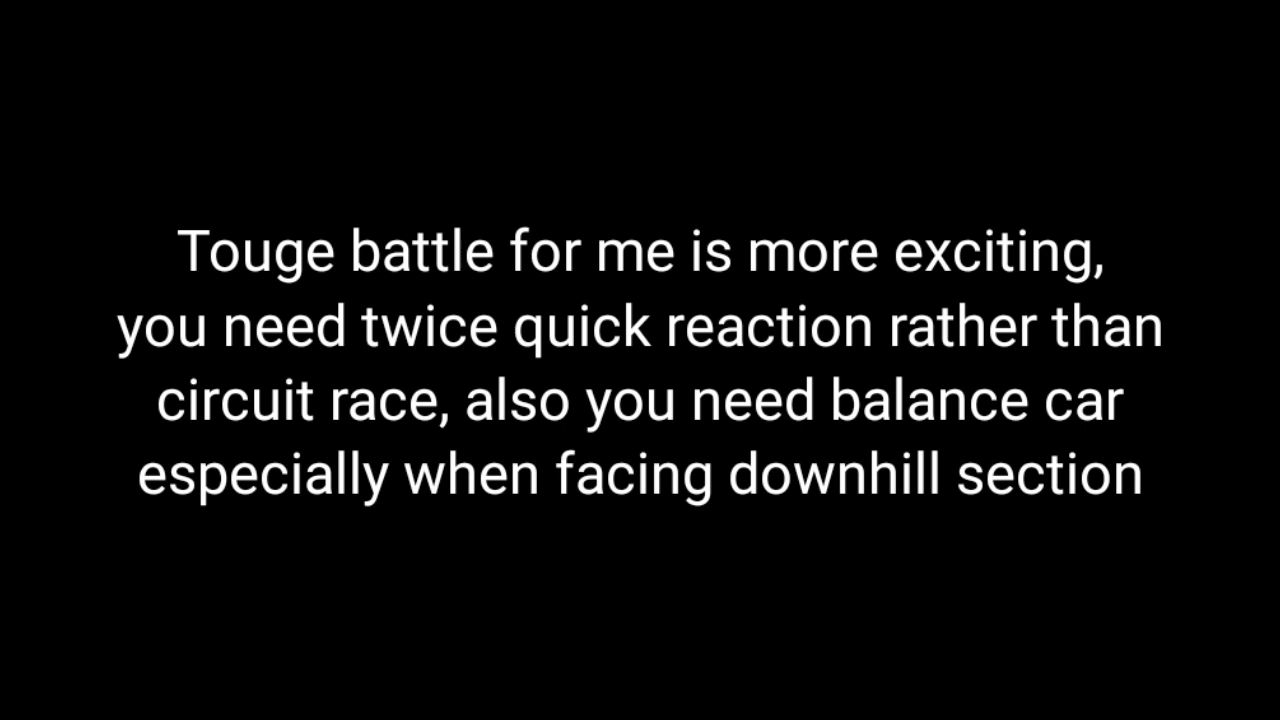 Touge battle for me is more exciting,
you need twice quick reaction rather than
circuit race, also you need balance car
especially when facing downhill section